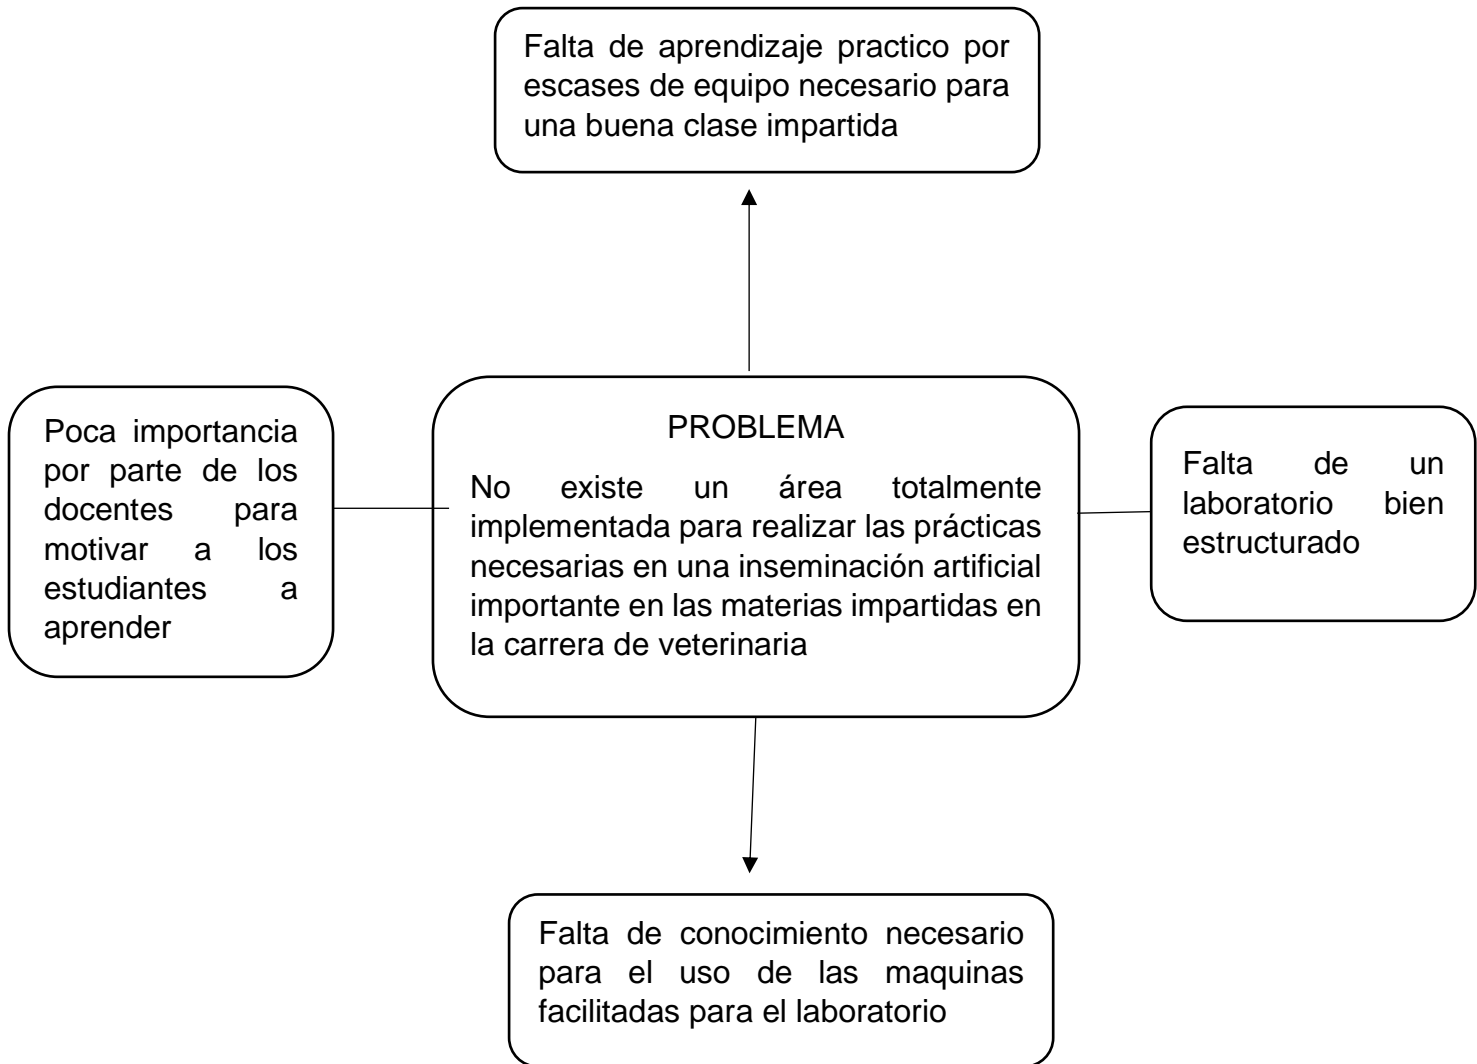 Falta de aprendizaje practico por
escases de equipo necesario para
una buena clase impartida
Poca importancia
por parte de los
docentes para
motivar a los
estudiantes a
aprender
PROBLEMA
No existe un área totalmente
implementada para realizar las prácticas
necesarias en una inseminación artificial
importante en las materias impartidas en
la carrera de veterinaria
Falta de un
laboratorio bien
estructurado
Falta de conocimiento necesario
para el uso de las maquinas
facilitadas para el laboratorio